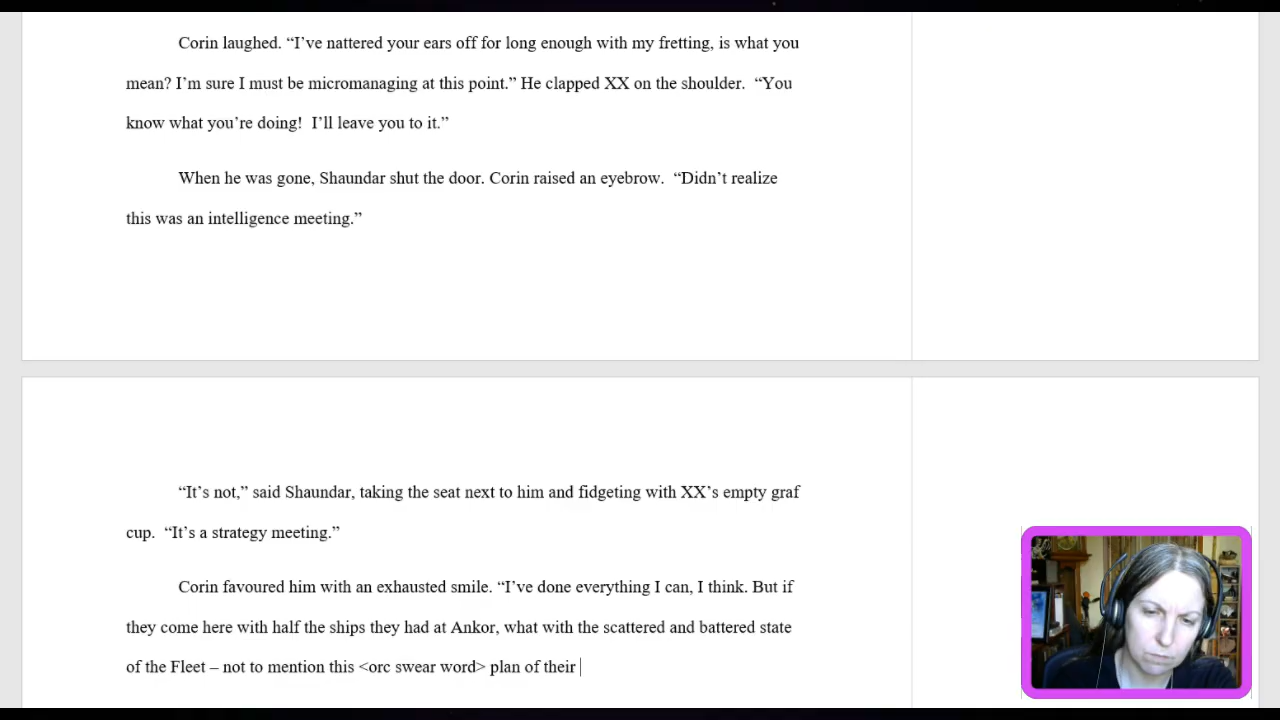 Corin laughed. “I’ve nattered your ears off for long enough with my fretting, is what you
mean? I’m sure I must be micromanaging at this point.” He clapped XX on the shoulder.  “You
know what you’re doing!  I’ll leave you to it.”
When he was gone, Shaundar shut the door. Corin raised an eyebrow.  “Didn’t realize
this was an intelligence meeting.”
“It’s not,” said Shaundar, taking the seat next to him and fidgeting with XX’s empty graf
cup.  “It’s a strategy meeting.”
Corin favoured him with an exhausted smile. “I’ve done everything I can, I think. But if
they come here with half the ships they had at Ankor, what with the scattered and battered state
of the Fleet – not to mention this <orc swear word> plan of their